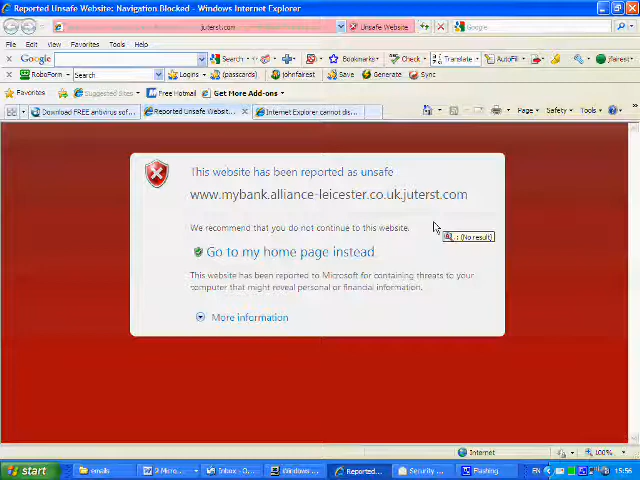 Reported Unsafe Website: Navigation Blocked - Windows Internet Explorer
juterst.com
Unsafe Website
Google
File Edit View Favorites Tools Help
Google Search Bookmarks Check Translate AutoFill jfairest
RoboForm Search Logins (passcards) johnfairest Save Generate Sync
Favorites Suggested Sites Free Hotmail Get More Add-ons
Download FREE antivirus sof... Reported Unsafe Websit... Internet Explorer cannot dis... Page Safety Tools
This website has been reported as unsafe
www.mybank.alliance-leicester.co.uk.juterst.com
We recommend that you do not continue to this website.
: (No result)
Go to my home page instead
This website has been reported to Microsoft for containing threats to your
computer that might reveal personal or financial information.
More information
Internet 100%
start emails 2 Micro... Inbox - O... Windows ... Reported... Security ... Flashing EN 15:56